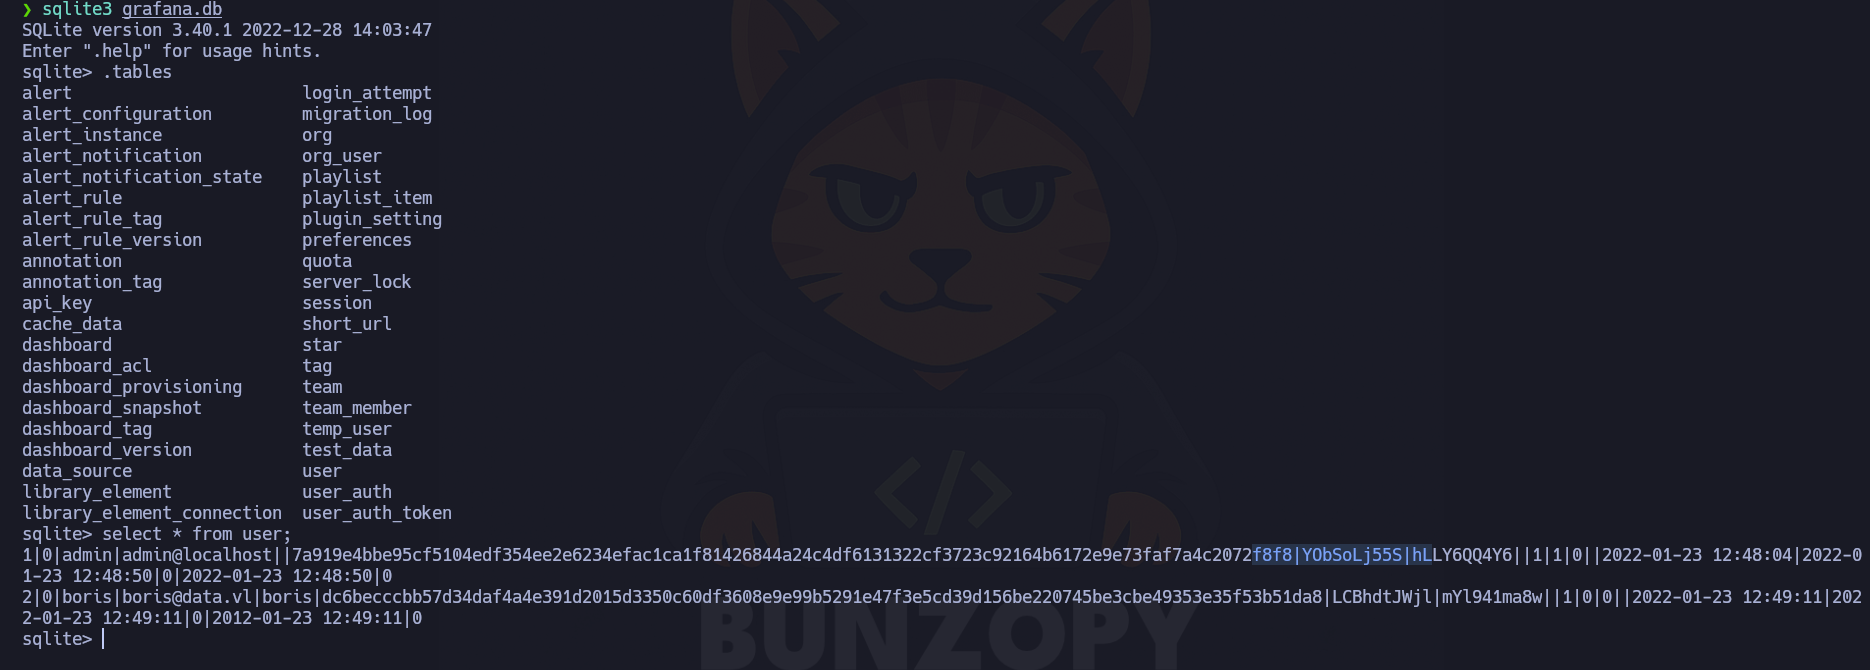 ❯ sqlite3 grafana.db
SQLite version 3.40.1 2022-12-28 14:03:47
Enter ".help" for usage hints.
sqlite> .tables
alert                       login_attempt
alert_configuration         migration_log
alert_instance              org
alert_notification          org_user
alert_notification_state    playlist
alert_rule                  playlist_item
alert_rule_tag              plugin_setting
alert_rule_version          preferences
annotation                  quota
annotation_tag              server_lock
api_key                     session
cache_data                  short_url
dashboard                   star
dashboard_acl               tag
dashboard_provisioning      team
dashboard_snapshot          team_member
dashboard_tag               temp_user
dashboard_version           test_data
data_source                 user
library_element             user_auth
library_element_connection  user_auth_token
sqlite> select * from user;
1|0|admin|admin@localhost||7a919e4bbe95cf5104edf354ee2e6234efac1ca1f81426844a24c4df6131322cf3723c92164b6172e9e73faf7a4c2072f8f8|YObSoLj55S|hLLY6QQ4Y6||1|1|0||2022-01-23 12:48:04|2022-0
1-23 12:48:50|0|2022-01-23 12:48:50|0
2|0|boris|boris@data.vl|boris|dc6becccbb57d34daf4a4e391d2015d3350c60df3608e9e99b5291e47f3e5cd39d156be220745be3cbe49353e35f53b51da8|LCBhdtJWjl|mYl941ma8w||1|0|0||2022-01-23 12:49:11|202
2-01-23 12:49:11|0|2012-01-23 12:49:11|0
sqlite>
</>
BUNZOPY